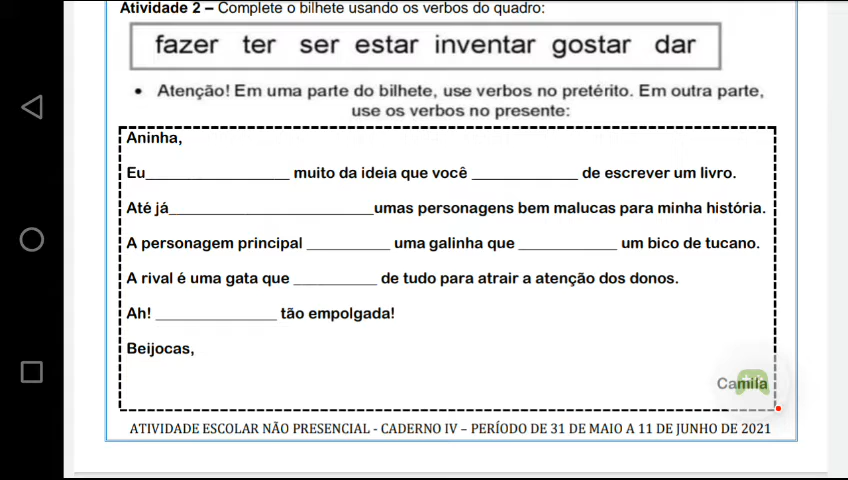 Atividade 2 – Complete o bilhete usando os verbos do quadro:
fazer ter ser estar inventar gostar dar
• Atenção! Em uma parte do bilhete, use verbos no pretérito. Em outra parte,
use os verbos no presente:
Aninha,
Eu_________________ muito da ideia que você _____________ de escrever um livro.
Até já________________________umas personagens bem malucas para minha história.
A personagem principal __________ uma galinha que ____________ um bico de tucano.
A rival é uma gata que __________ de tudo para atrair a atenção dos donos.
Ah! _______________ tão empolgada!
Beijocas,
Camila
ATIVIDADE ESCOLAR NÃO PRESENCIAL - CADERNO IV – PERÍODO DE 31 DE MAIO A 11 DE JUNHO DE 2021